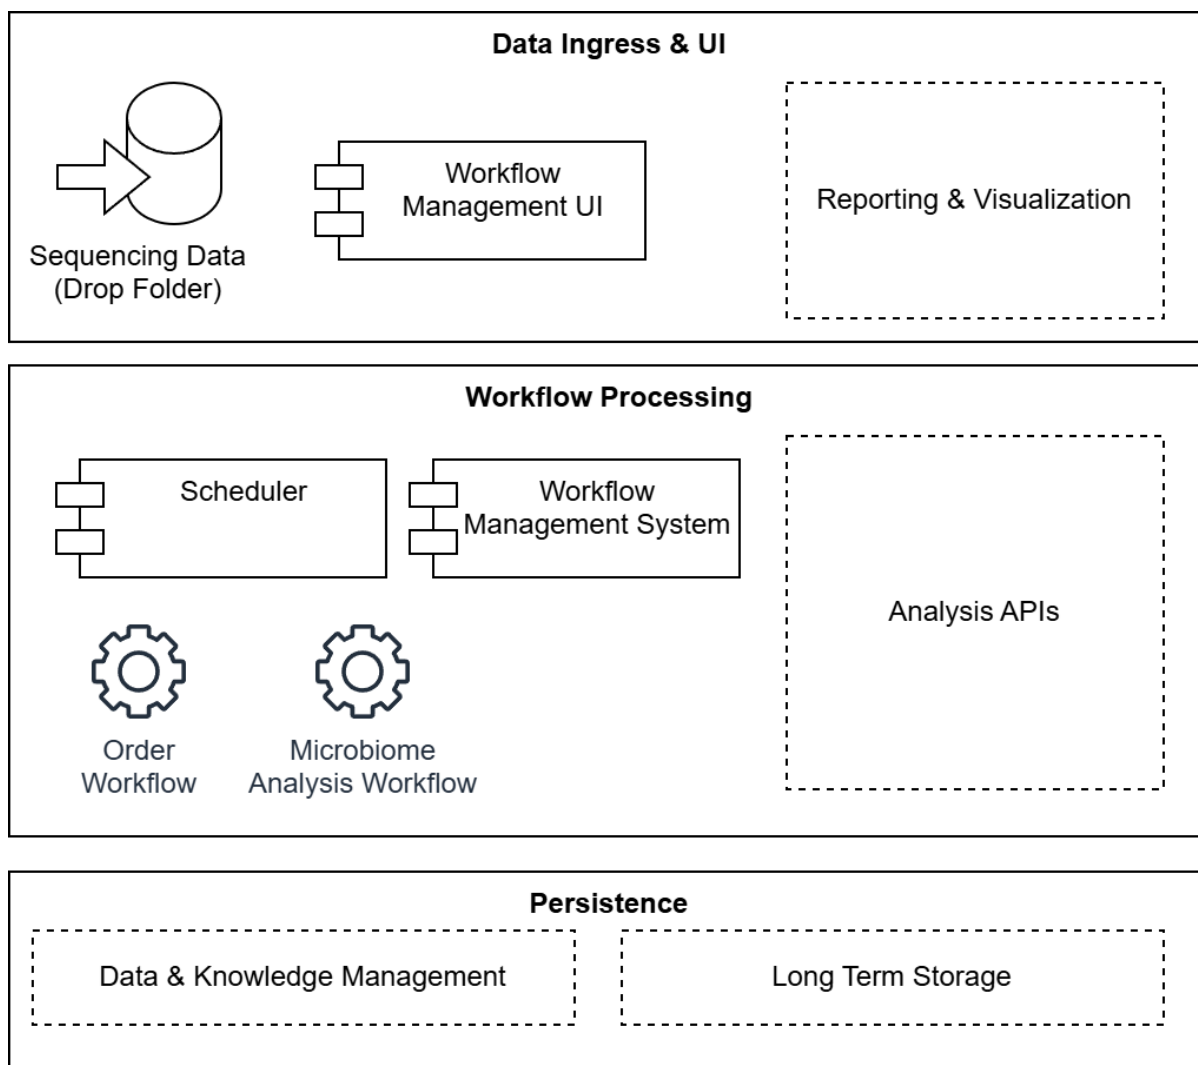 Data Ingress & UI
Sequencing Data
(Drop Folder)
Workflow
Management UI
Reporting & Visualization
Workflow Processing
Scheduler
Workflow
Management System
Order
Workflow
Microbiome
Analysis Workflow
Analysis APIs
Persistence
Data & Knowledge Management
Long Term Storage